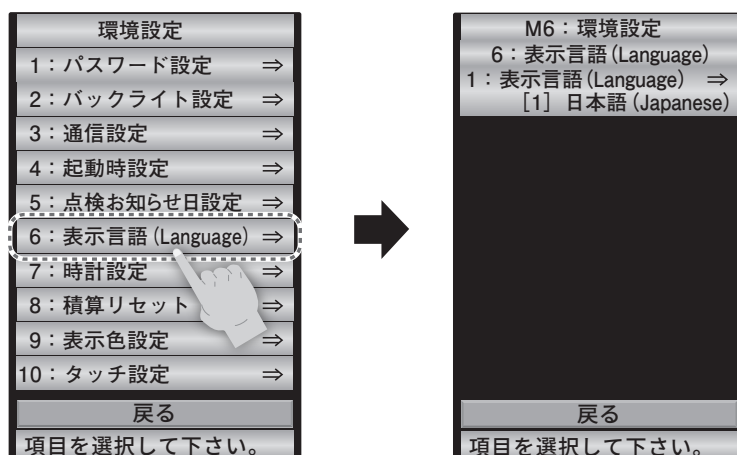 環境設定
1：パスワード設定 ⇒
2：バックライト設定 ⇒
3：通信設定 ⇒
4：起動時設定 ⇒
5：点検お知らせ日設定 ⇒
6：表示言語(Language) ⇒
7：時計設定 ⇒
8：積算リセット ⇒
9：表示色設定 ⇒
10：タッチ設定 ⇒
戻る
項目を選択して下さい。
M6：環境設定
6：表示言語(Language)
1：表示言語(Language) ⇒
[1] 日本語(Japanese)
戻る
項目を選択して下さい。